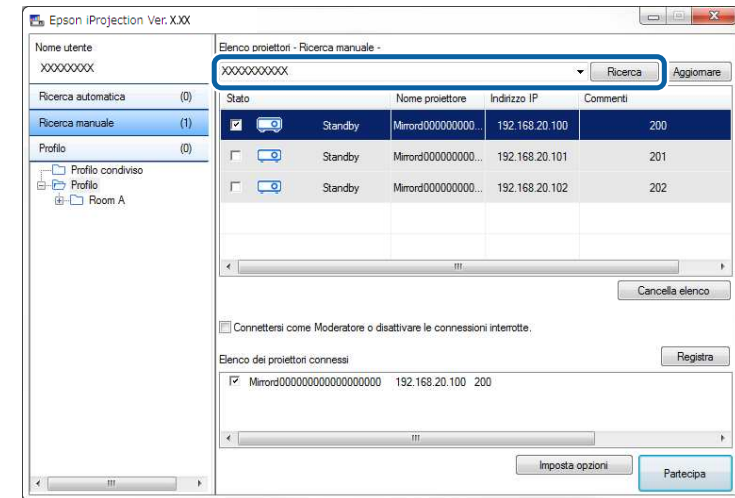 Epson iProjection Ver. X.XX
Nome utente
XXXXXXXX
Ricerca automatica (0)
Ricerca manuale (1)
Profilo (0)
Profilo condiviso
Profilo
Room A
Elenco proiettori - Ricerca manuale -
XXXXXXXXXX Ricerca Aggiornare
Stato Nome proiettore Indirizzo IP Commenti
Standby Mirrord000000000... 192.168.20.100 200
Standby Mirrord000000000... 192.168.20.101 201
Standby Mirrord000000000... 192.168.20.102 202
Cancella elenco
Connettersi come Moderatore o disattivare le connessioni interrotte.
Elenco dei proiettori connessi Registra
Mirrord000000000000000000 192.168.20.100 200
Imposta opzioni Partecipa